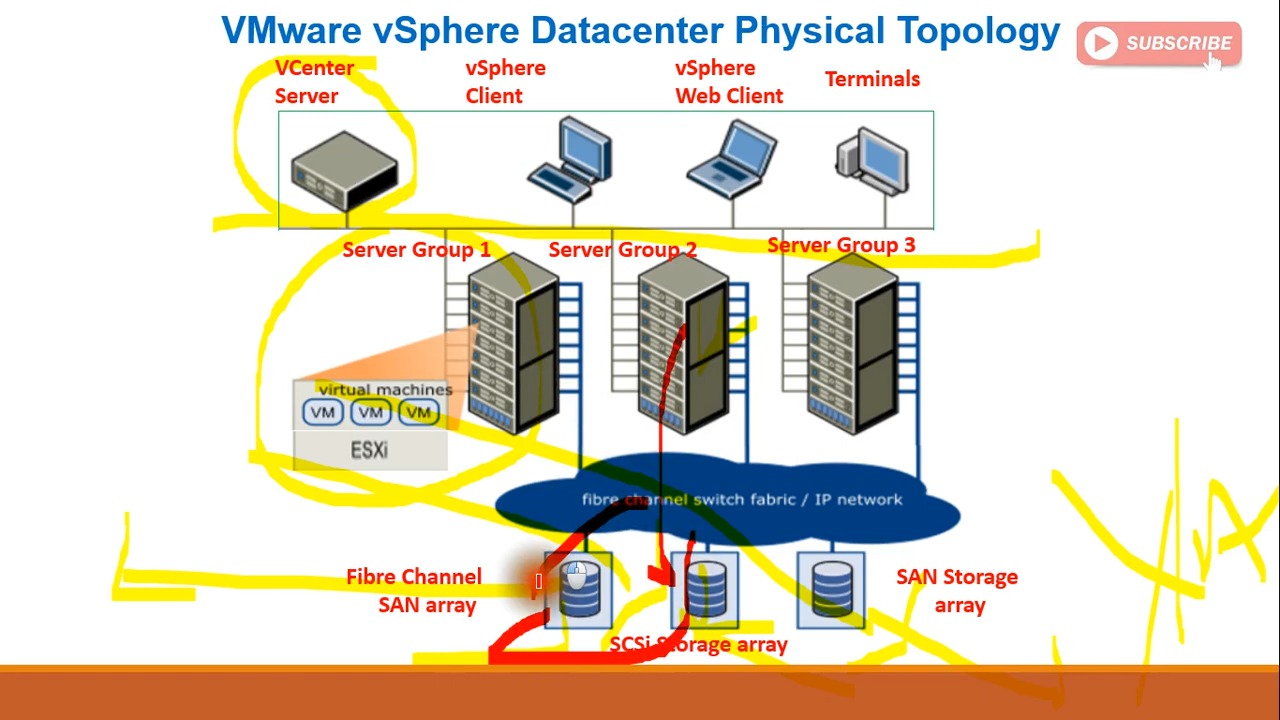 VMware vSphere Datacenter Physical Topology
SUBSCRIBE
VCenter
Server
vSphere
Client
vSphere
Web Client
Terminals
Server Group 1
Server Group 2
Server Group 3
virtual machines
VM
VM
VM
ESXi
fibre channel switch fabric / IP network
Fibre Channel
SAN array
SCSi Storage array
SAN Storage
array